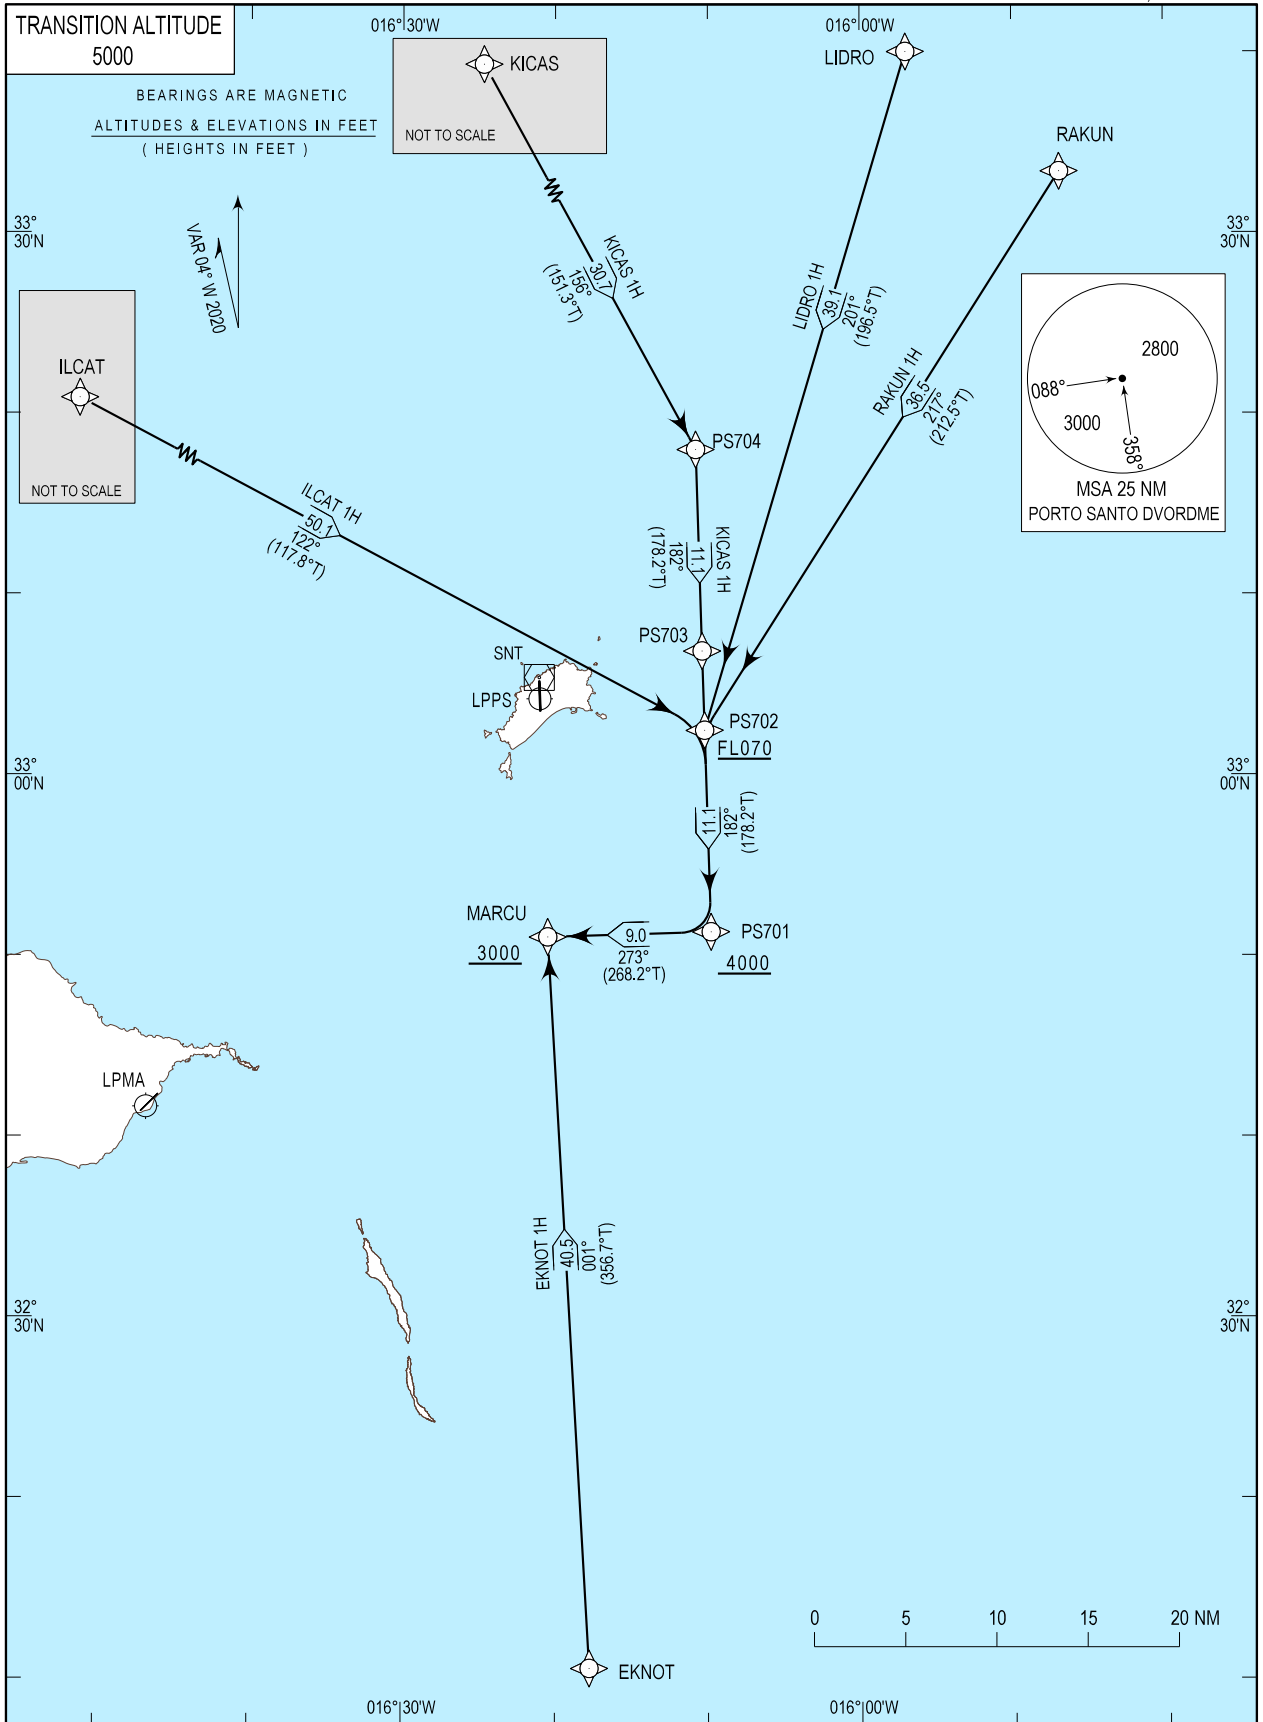 TRANSITION ALTITUDE
5000
016°30'W
016°00'W
KICAS
NOT TO SCALE
LIDRO
RAKUN
BEARINGS ARE MAGNETIC
ALTITUDES & ELEVATIONS IN FEET
( HEIGHTS IN FEET )
VAR 04° W 2020
33°
30'N
33°
30'N
KICAS 1H
30.7
156°
(151.3°T)
LIDRO 1H
39.1
201°
(196.5°T)
RAKUN 1H
36.5
217°
(212.5°T)
2800
088°
3000
358°
MSA 25 NM
PORTO SANTO DVORDME
ILCAT
NOT TO SCALE
ILCAT 1H
50.1
122°
(117.8°T)
PS704
KICAS 1H
11.1
182°
(178.2°T)
PS703
SNT
LPPS
PS702
FL070
33°
00'N
33°
00'N
11.1
182°
(178.2°T)
MARCU
3000
9.0
273°
(268.2°T)
PS701
4000
LPMA
EKNOT 1H
40.5
001°
(356.7°T)
32°
30'N
32°
30'N
0 5 10 15 20 NM
EKNOT
016°30'W
016°00'W